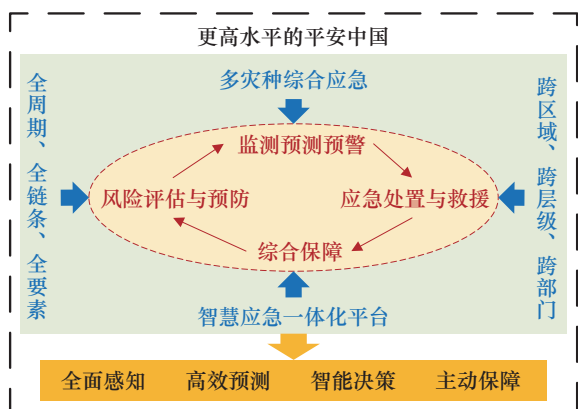 更高水平的平安中国
多灾种综合应急
全周期、全链条、全要素
跨区域、跨层级、跨部门
监测预测预警
风险评估与预防
应急处置与救援
综合保障
智慧应急一体化平台
全面感知 高效预测 智能决策 主动保障